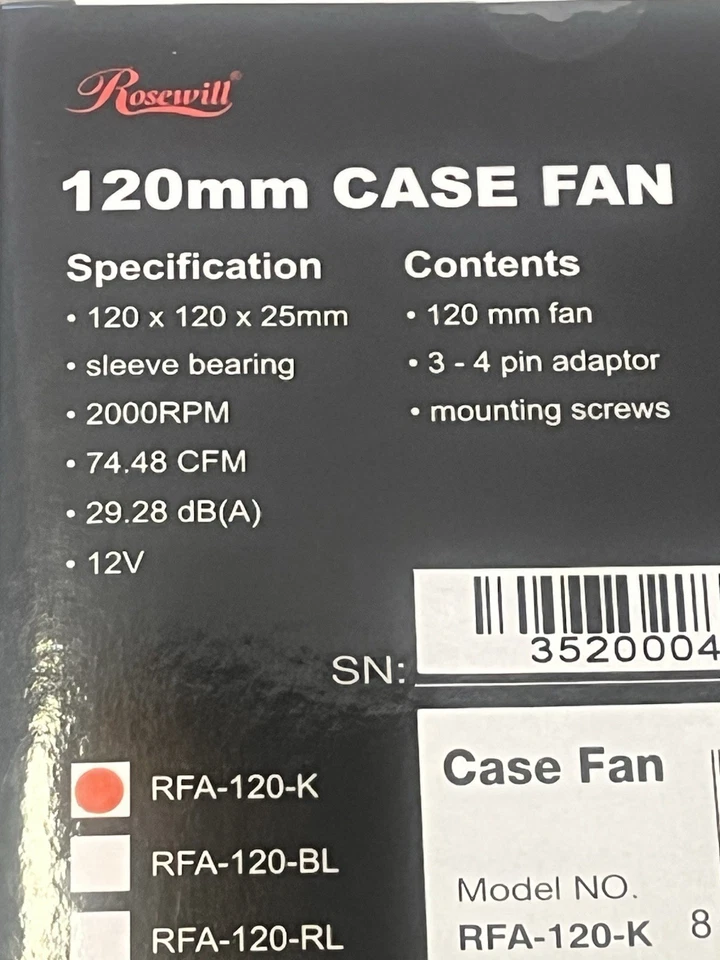 Rosewill®
120mm CASE FAN
Specification
• 120 x 120 x 25mm
• sleeve bearing
• 2000RPM
• 74.48 CFM
• 29.28 dB(A)
• 12V
Contents
• 120 mm fan
• 3 - 4 pin adaptor
• mounting screws
3520004
SN:
RFA-120-K
RFA-120-BL
RFA-120-RL
Case Fan
Model NO.
RFA-120-K
8